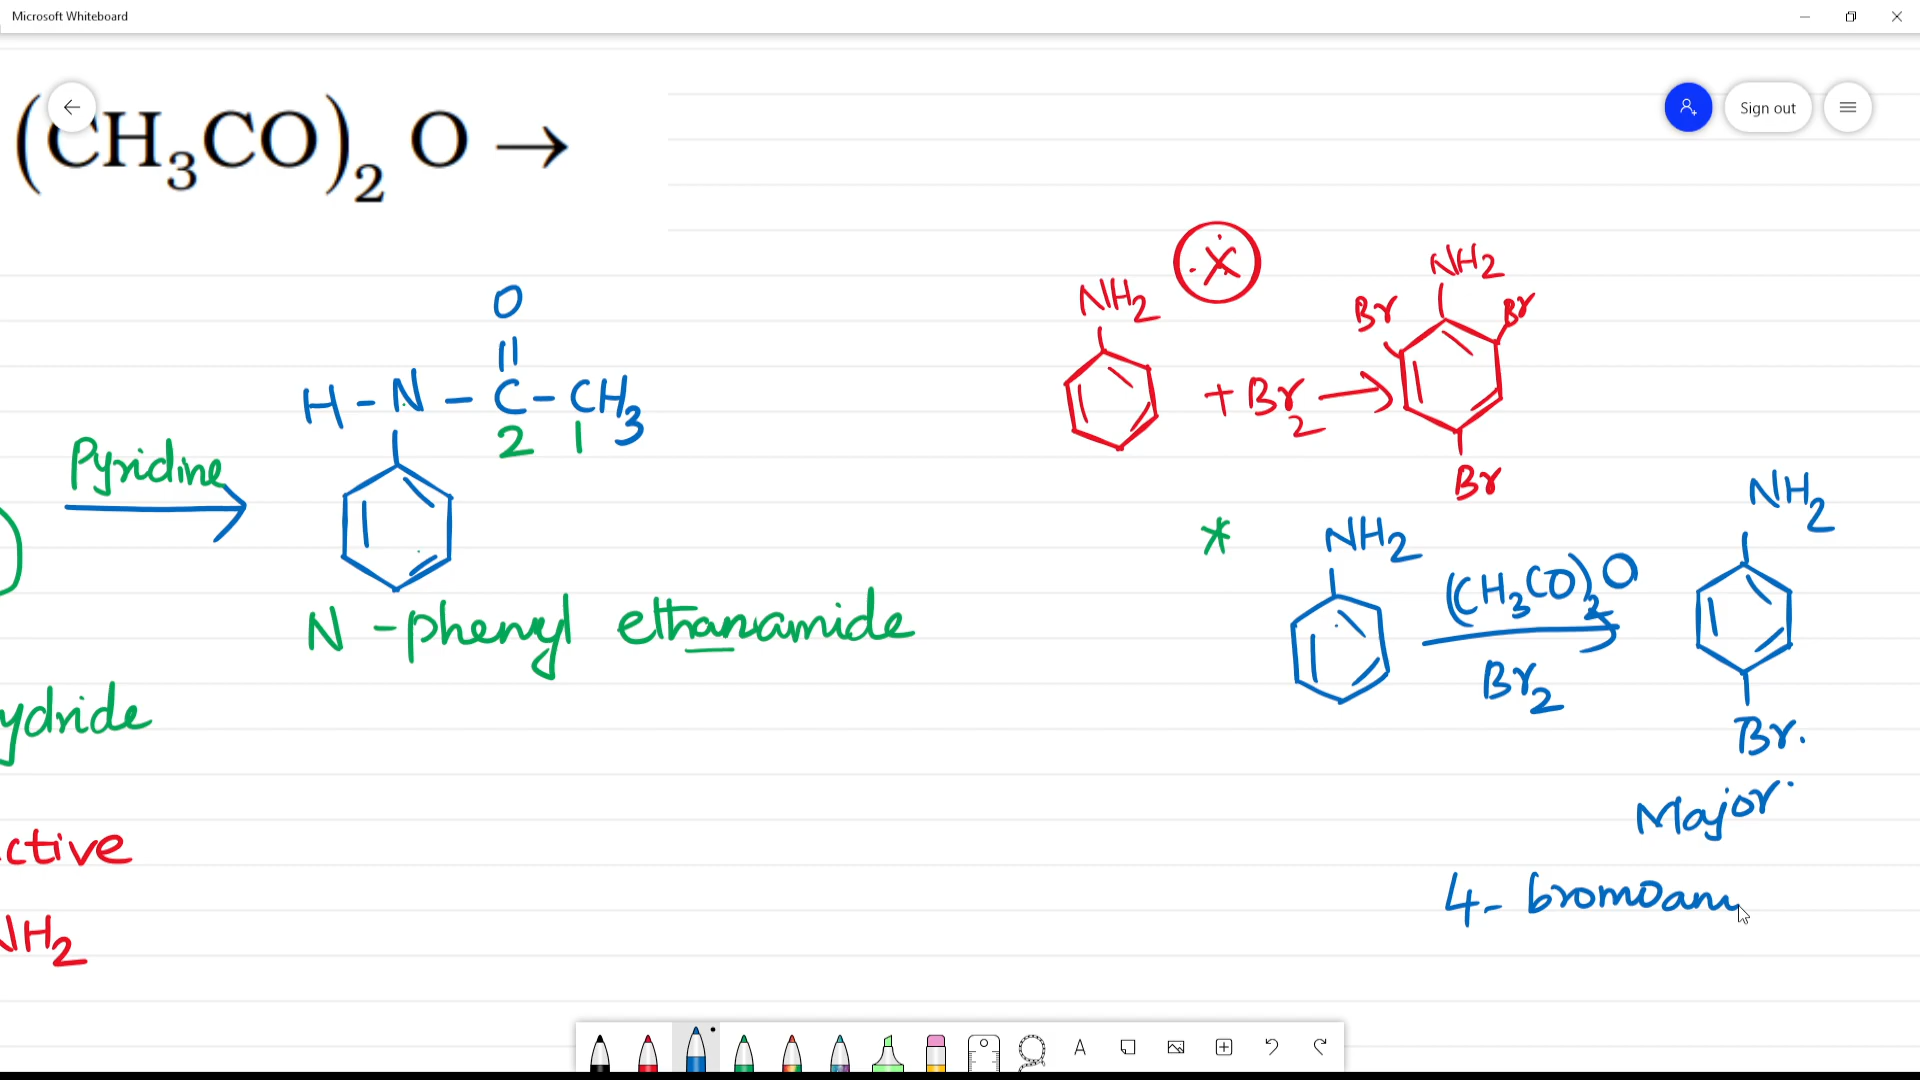 Microsoft Whiteboard
(CH3CO)2 O →
Sign out
O
H - N - C - CH3
2 1
Pyridine
N - phenyl ethanamide
ydride
ctive
NH2
X
NH2
+ Br2 →
NH2
Br
Br
Br
*
NH2
(CH3CO)2O
Br2
NH2
Br.
Major
4- bromoani
A